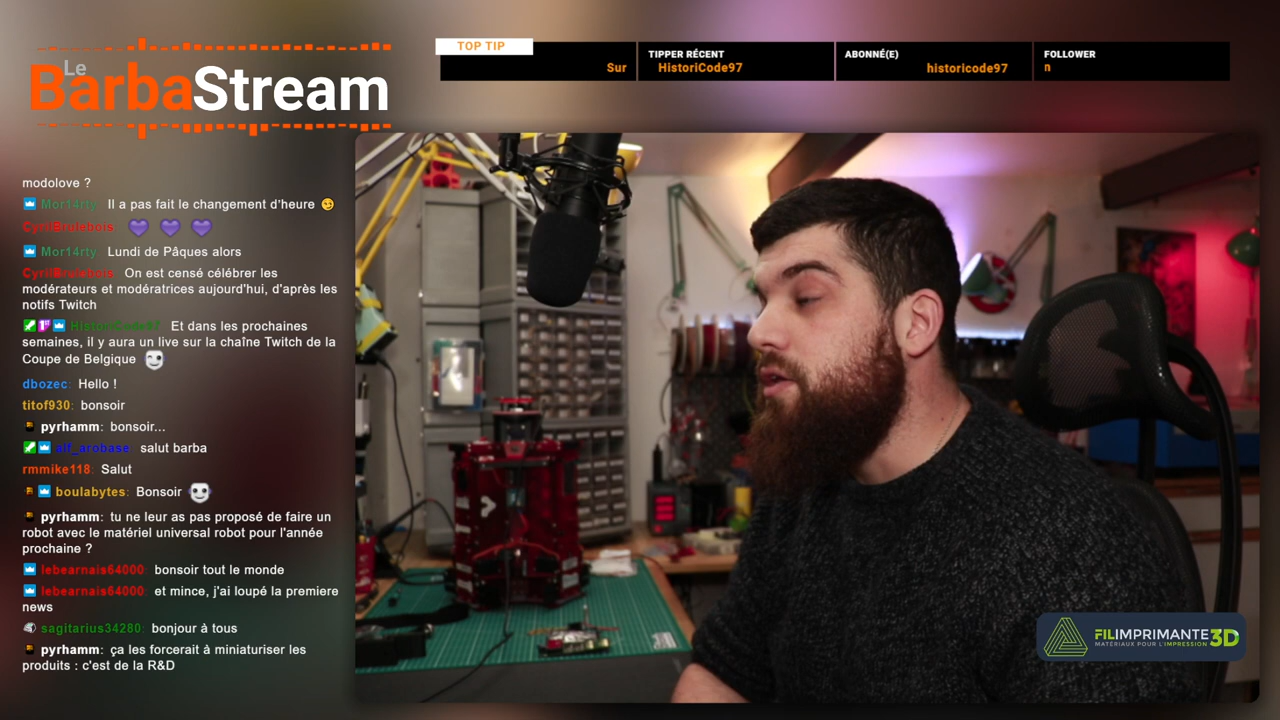 Le
BarbaStream
TOP TIP
Sur
TIPPER RÉCENT
HistoriCode97
ABONNÉ(E)
historicode97
FOLLOWER
n
modolove ?
Mor14rty: Il a pas fait le changement d'heure
CyrilBrulebois:
Mor14rty: Lundi de Pâques alors
CyrilBrulebois: On est censé célébrer les
modérateurs et modératrices aujourd'hui, d'après les
notifs Twitch
HistoriCode97: Et dans les prochaines
semaines, il y aura un live sur la chaîne Twitch de la
Coupe de Belgique
dbozec: Hello !
titof930: bonsoir
pyrhamm: bonsoir...
alf_arobase: salut barba
rmmike118: Salut
boulabytes: Bonsoir
pyrhamm: tu ne leur as pas proposé de faire un
robot avec le matériel universal robot pour l'année
prochaine ?
lebearnais64000: bonsoir tout le monde
lebearnais64000: et mince, j'ai loupé la premiere
news
sagitarius34280: bonjour à tous
pyrhamm: ça les forcerait à miniaturiser les
produits : c'est de la R&D
FILIMPRIMANTE3D
MATÉRIAUX POUR L'IMPRESSION